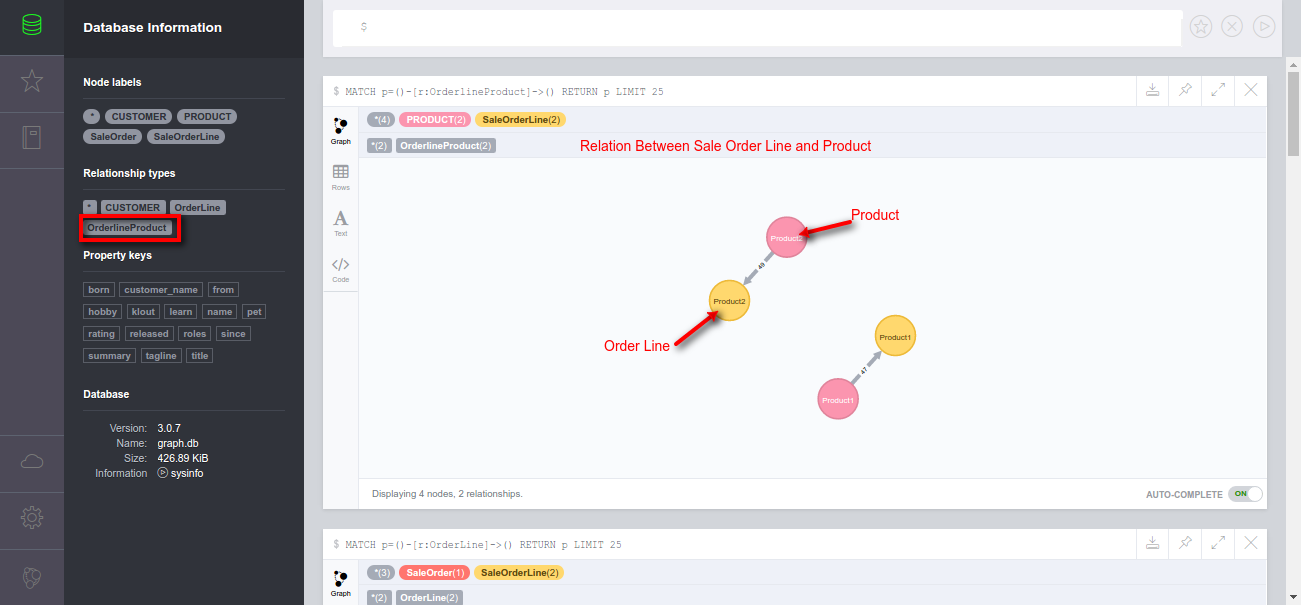 Database Information
Node labels
* CUSTOMER PRODUCT
SaleOrder SaleOrderLine
Relationship types
* CUSTOMER OrderLine
OrderlineProduct
Property keys
born customer_name from
hobby klout learn name pet
rating released roles since
summary tagline title
Database
Version: 3.0.7
Name: graph.db
Size: 426.89 KiB
Information sysinfo
$
$ MATCH p=()-[r:OrderlineProduct]->() RETURN p LIMIT 25
Graph
Rows
Text
Code
*(4) PRODUCT(2) SaleOrderLine(2)
*(2) OrderlineProduct(2)
Relation Between Sale Order Line and Product
Product
Product2
49
Product2
Order Line
Product1
47
Product1
Displaying 4 nodes, 2 relationships.
AUTO-COMPLETE ON
$ MATCH p=()-[r:OrderLine]->() RETURN p LIMIT 25
Graph
*(3) SaleOrder(1) SaleOrderLine(2)
*(2) OrderLine(2)